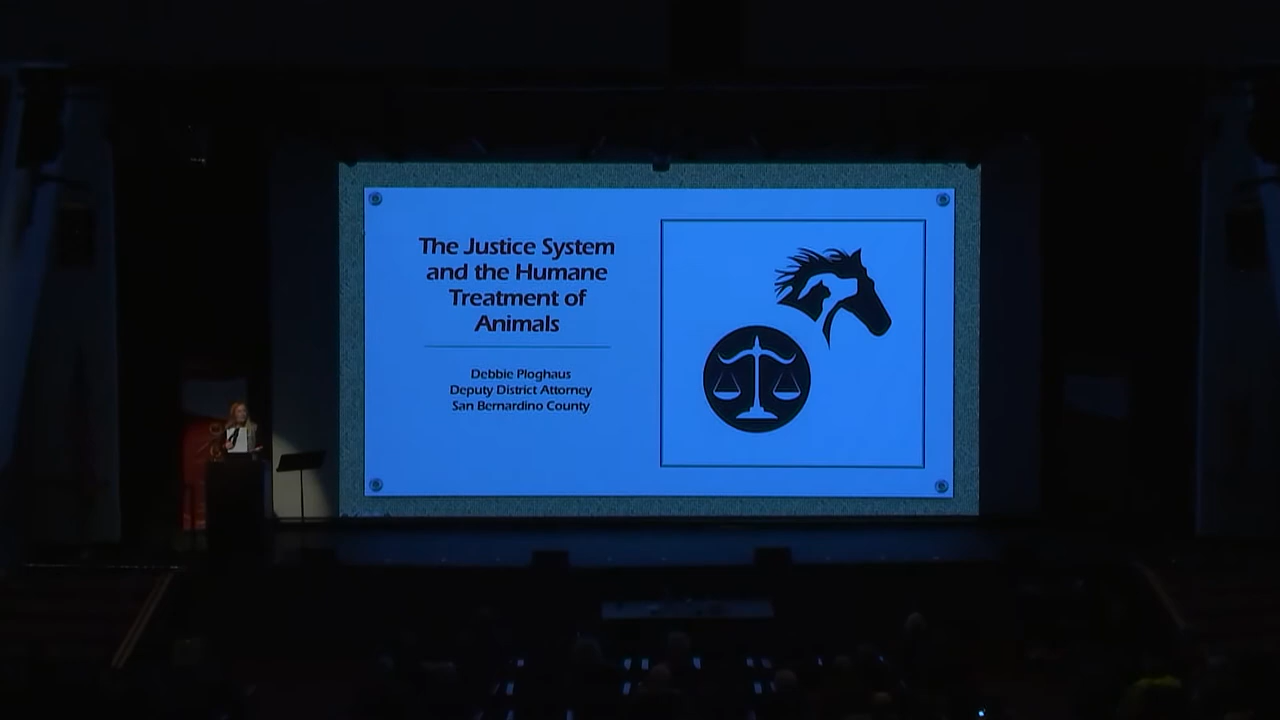 The Justice System
and the Humane
Treatment of
Animals
Debbie Ploghaus
Deputy District Attorney
San Bernardino County